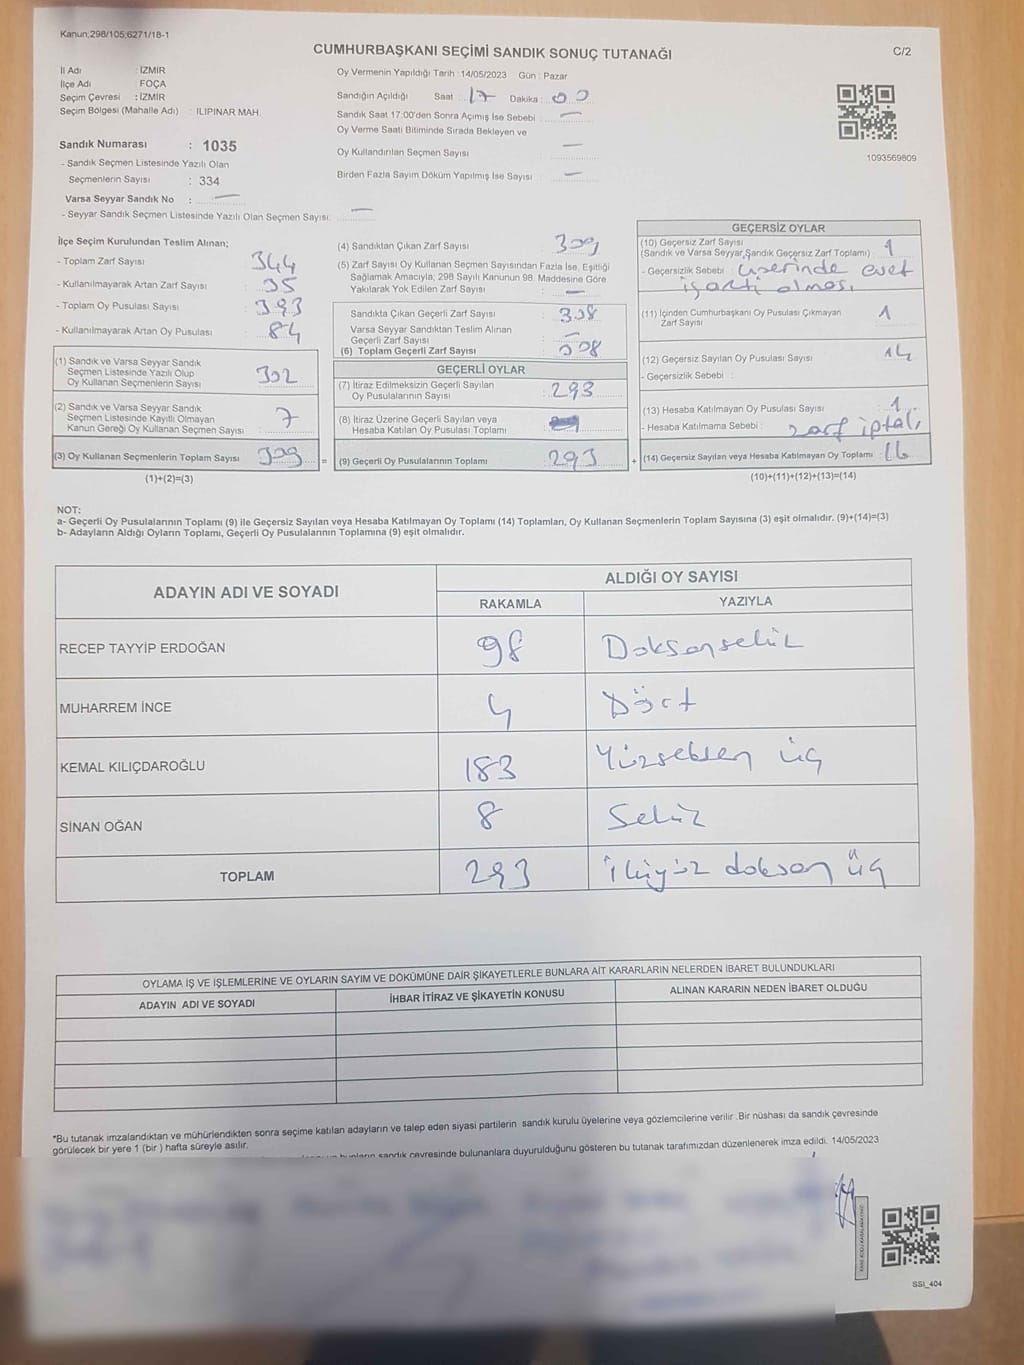 Kanun:298/105;6271/18-1
CUMHURBAŞKANI SEÇİMİ SANDIK SONUÇ TUTANAĞI
C/2
İl Adı : İZMİR
İlçe Adı : FOÇA
Seçim Çevresi : İZMİR
Seçim Bölgesi (Mahalle Adı) : ILIPINAR MAH.
Sandık Numarası : 1035
- Sandık Seçmen Listesinde Yazılı Olan
Seçmenlerin Sayısı : 334
Varsa Seyyar Sandık No : —
- Seyyar Sandık Seçmen Listesinde Yazılı Olan Seçmen Sayısı: —
Oy Vermenin Yapıldığı Tarih : 14/05/2023 Gün : Pazar
Sandığın Açıldığı Saat : 17 Dakika : 00
Sandık Saat 17:00'den Sonra Açımış İse Sebebi : —
Oy Verme Saati Bitiminde Sırada Bekleyen ve
Oy Kullandırılan Seçmen Sayısı —
Birden Fazla Sayım Döküm Yapılmış İse Sayısı : —
1093569809
İlçe Seçim Kurulundan Teslim Alınan;
- Toplam Zarf Sayısı : 344
- Kullanılmayarak Artan Zarf Sayısı : 35
- Toplam Oy Pusulası Sayısı : 393
- Kullanılmayarak Artan Oy Pusulası : 84
(1) Sandık ve Varsa Seyyar Sandık
Seçmen Listesinde Yazılı Olup
Oy Kullanan Seçmenlerin Sayısı : 302
(2) Sandık ve Varsa Seyyar Sandık
Seçmen Listesinde Kayıtlı Olmayan
Kanun Gereği Oy Kullanan Seçmen Sayısı : 7
(3) Oy Kullanan Seçmenlerin Toplam Sayısı : 309
(1)+(2)=(3)
(4) Sandıktan Çıkan Zarf Sayısı : 309
(5) Zarf Sayısı Oy Kullanan Seçmen Sayısından Fazla İse, Eşitliği
Sağlamak Amacıyla, 298 Sayılı Kanunun 98. Maddesine Göre
Yakılarak Yok Edilen Zarf Sayısı : —
Sandıkta Çıkan Geçerli Zarf Sayısı : 308
Varsa Seyyar Sandıktan Teslim Alınan
Geçerli Zarf Sayısı : —
(6) Toplam Geçerli Zarf Sayısı : 308
GEÇERLİ OYLAR
(7) İtiraz Edilmeksizin Geçerli Sayılan
Oy Pusulalarının Sayısı : 293
(8) İtiraz Üzerine Geçerli Sayılan veya
Hesaba Katılan Oy Pusulası Toplamı :
= (9) Geçerli Oy Pusulalarının Toplamı : 293
GEÇERSİZ OYLAR
(10) Geçersiz Zarf Sayısı
(Sandık ve Varsa Seyyar Sandık Geçersiz Zarf Toplamı) : 1
- Geçersizlik Sebebi : üzerinde evet
işareti olması
(11) İçinden Cumhurbaşkanı Oy Pusulası Çıkmayan
Zarf Sayısı : 1
(12) Geçersiz Sayılan Oy Pusulası Sayısı : 14
- Geçersizlik Sebebi :
(13) Hesaba Katılmayan Oy Pusulası Sayısı : 1
- Hesaba Katılmama Sebebi : zarf iptali
+ (14) Geçersiz Sayılan veya Hesaba Katılmayan Oy Toplamı : 16
(10)+(11)+(12)+(13)=(14)
NOT:
a- Geçerli Oy Pusulalarının Toplamı (9) ile Geçersiz Sayılan veya Hesaba Katılmayan Oy Toplamı (14) Toplamları, Oy Kullanan Seçmenlerin Toplam Sayısına (3) eşit olmalıdır. (9)+(14)=(3)
b- Adayların Aldığı Oyların Toplamı, Geçerli Oy Pusulalarının Toplamına (9) eşit olmalıdır.
ADAYIN ADI VE SOYADI
ALDIĞI OY SAYISI
RAKAMLA YAZIYLA
RECEP TAYYİP ERDOĞAN 98 Doksansekiz
MUHARREM İNCE 4 Dört
KEMAL KILIÇDAROĞLU 183 Yüzseksen üç
SİNAN OĞAN 8 Sekiz
TOPLAM 293 İkiyüz doksan üç
OYLAMA İŞ VE İŞLEMLERİNE VE OYLARIN SAYIM VE DÖKÜMÜNE DAİR ŞİKAYETLERLE BUNLARA AİT KARARLARIN NELERDEN İBARET BULUNDUKLARI
ADAYIN ADI VE SOYADI İHBAR İTİRAZ VE ŞİKAYETİN KONUSU ALINAN KARARIN NEDEN İBARET OLDUĞU
*Bu tutanak imzalandıktan ve mühürlendikten sonra seçime katılan adayların ve talep eden siyasi partilerin sandık kurulu üyelerine veya gözlemcilerine verilir .Bir nüshası da sandık çevresinde
görülecek bir yere 1 (bir ) hafta süreyle asılır.
sandık çevresinde bulunanlara duyurulduğunu gösteren bu tutanak tarafımızdan düzenlenerek imza edildi. 14/05/2023
SSI_404